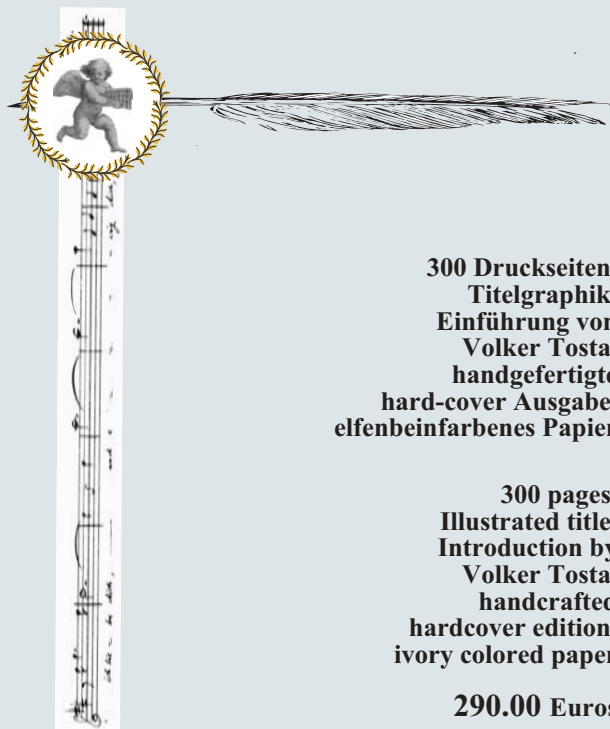 300 Druckseiten
Titelgraphik
Einführung von
Volker Tosta
handgefertigte
hard-cover Ausgabe
elfenbeinfarbenes Papier
300 pages
Illustrated title
Introduction by
Volker Tosta
handcrafted
hardcover edition
ivory colored paper
290.00 Euros